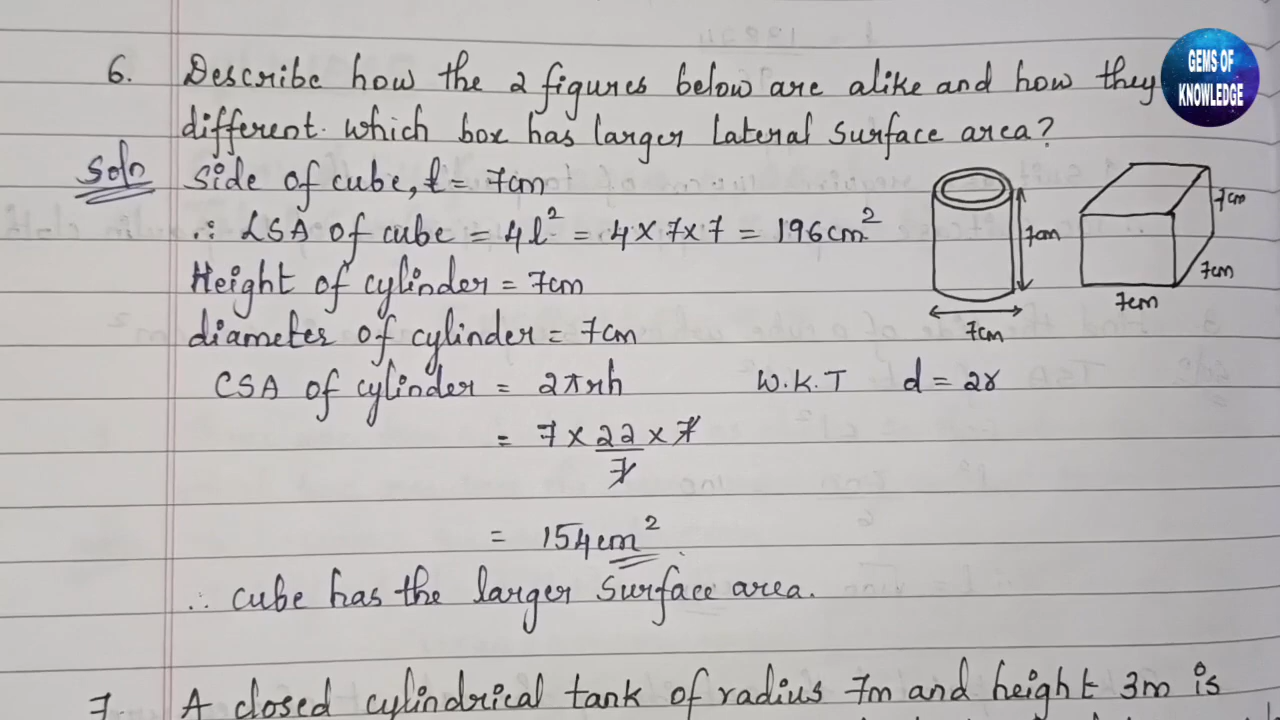 6. Describe how the 2 figures below are alike and how they
different. Which box has larger lateral surface area?
Soln Side of cube, l = 7cm
∴ LSA of cube = 4l² = 4 x 7 x 7 = 196cm²
Height of cylinder = 7cm
diameter of cylinder = 7cm
CSA of cylinder = 2πrh W.K.T d = 2r
= 7 x 22/7 x 7
= 154cm²
∴ cube has the larger surface area.
7. A closed cylindrical tank of radius 7m and height 3m is
7cm
7cm
7cm
7cm
7cm
GEMS OF
KNOWLEDGE